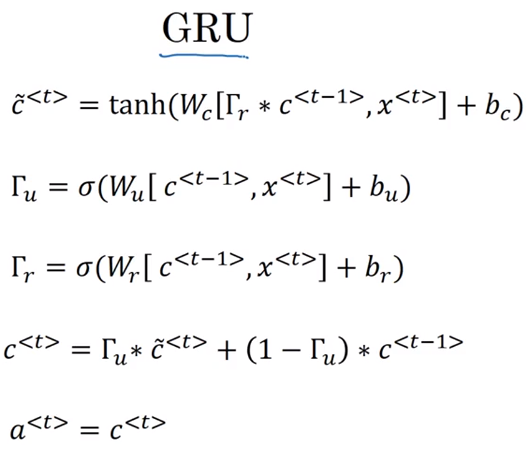 GRU
c̃^{<t>} = tanh(W_c[Γ_r * c^{<t-1>}, x^{<t>}] + b_c)
Γ_u = σ(W_u[ c^{<t-1>}, x^{<t>}] + b_u)
Γ_r = σ(W_r[ c^{<t-1>}, x^{<t>}] + b_r)
c^{<t>} = Γ_u * c̃^{<t>} + (1 − Γ_u) * c^{<t-1>}
a^{<t>} = c^{<t>}